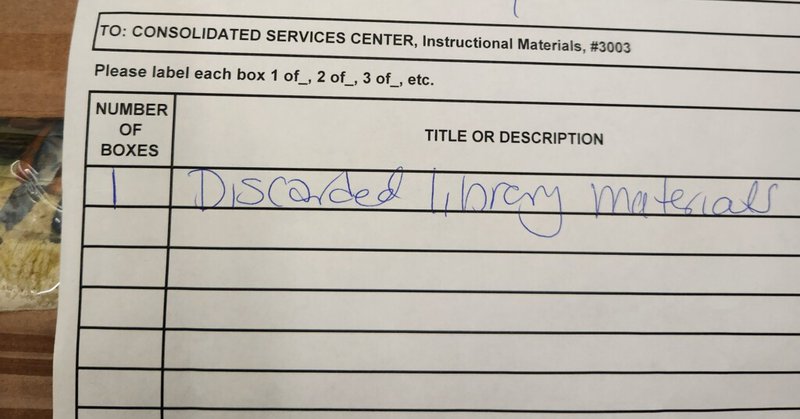 TO: CONSOLIDATED SERVICES CENTER, Instructional Materials, #3003
Please label each box 1 of_, 2 of_, 3 of_, etc.
NUMBER
OF
BOXES
TITLE OR DESCRIPTION
1 Discarded library materials